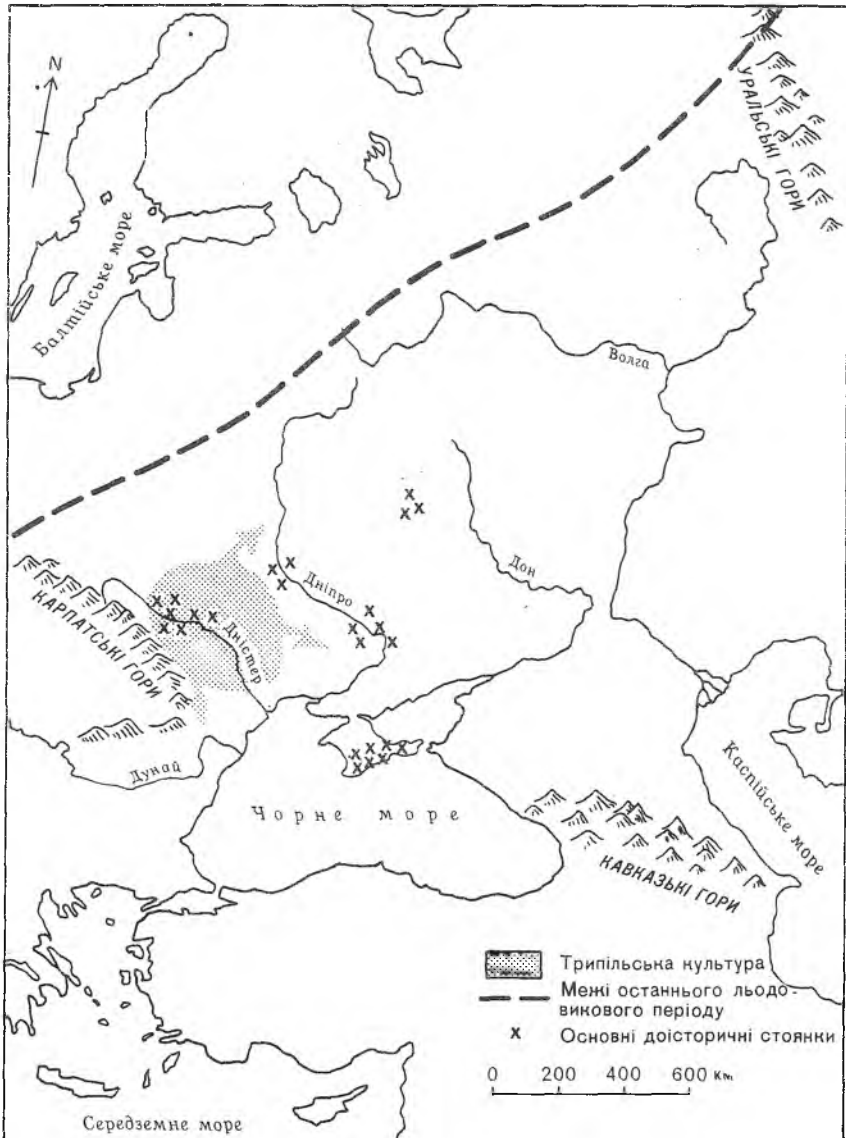 N
УРАЛЬСЬКІ ГОРИ
Балтійське море
Волга
Дон
Дніпро
Дністер
КАРПАТСЬКІ ГОРИ
Дунай
Чорне море
Каспійське море
КАВКАЗЬКІ ГОРИ
Трипільська культура
Межі останнього льодо-
викового періоду
X Основні доісторичні стоянки
0 200 400 600 Км
Середземне море